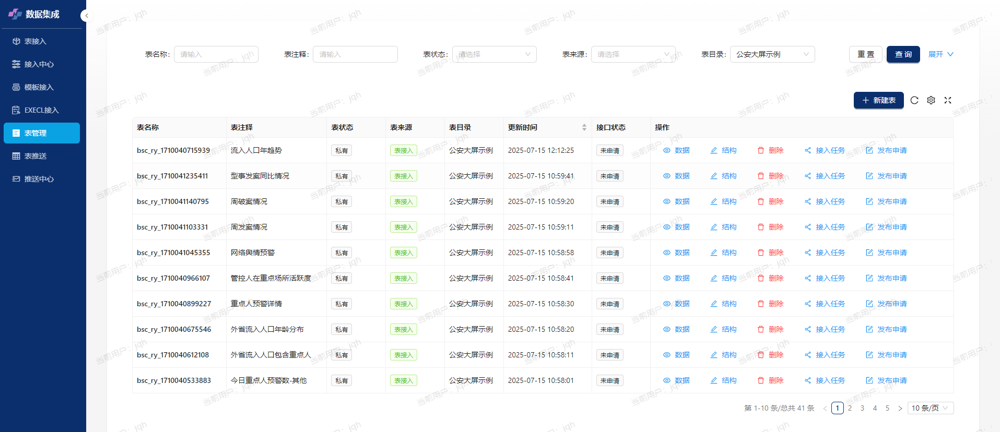 数据集成
表接入
接入中心
模板接入
EXECL接入
表管理
表推送
推送中心
表名称: 请输入 表注释: 请输入 表状态: 请选择 表来源: 请选择 表目录: 公安大屏示例 重置 查询 展开
新建表
表名称 表注释 表状态 表来源 表目录 更新时间 接口状态 操作
bsc_ry_1710040715939 流入人口年趋势 私有 表接入 公安大屏示例 2025-07-15 12:12:25 未申请 数据 结构 删除 接入任务 发布申请
bsc_ry_1710041235411 型事发案同比情况 私有 表接入 公安大屏示例 2025-07-15 10:59:41 未申请 数据 结构 删除 接入任务 发布申请
bsc_ry_1710041140795 周破案情况 私有 表接入 公安大屏示例 2025-07-15 10:59:20 未申请 数据 结构 删除 接入任务 发布申请
bsc_ry_1710041103331 周发案情况 私有 表接入 公安大屏示例 2025-07-15 10:59:11 未申请 数据 结构 删除 接入任务 发布申请
bsc_ry_1710041045355 网络舆情预警 私有 表接入 公安大屏示例 2025-07-15 10:58:58 未申请 数据 结构 删除 接入任务 发布申请
bsc_ry_1710040966107 管控人在重点场所活跃度 私有 表接入 公安大屏示例 2025-07-15 10:58:41 未申请 数据 结构 删除 接入任务 发布申请
bsc_ry_1710040899227 重点人预警详情 私有 表接入 公安大屏示例 2025-07-15 10:58:30 未申请 数据 结构 删除 接入任务 发布申请
bsc_ry_1710040675546 外省流入人口年龄分布 私有 表接入 公安大屏示例 2025-07-15 10:58:20 未申请 数据 结构 删除 接入任务 发布申请
bsc_ry_1710040612108 外省流入人口包含重点人 私有 表接入 公安大屏示例 2025-07-15 10:58:11 未申请 数据 结构 删除 接入任务 发布申请
bsc_ry_1710040533883 今日重点人预警数-其他 私有 表接入 公安大屏示例 2025-07-15 10:58:01 未申请 数据 结构 删除 接入任务 发布申请
第 1-10 条/总共 41 条 < 1 2 3 4 5 > 10 条/页
当前用户：jqh